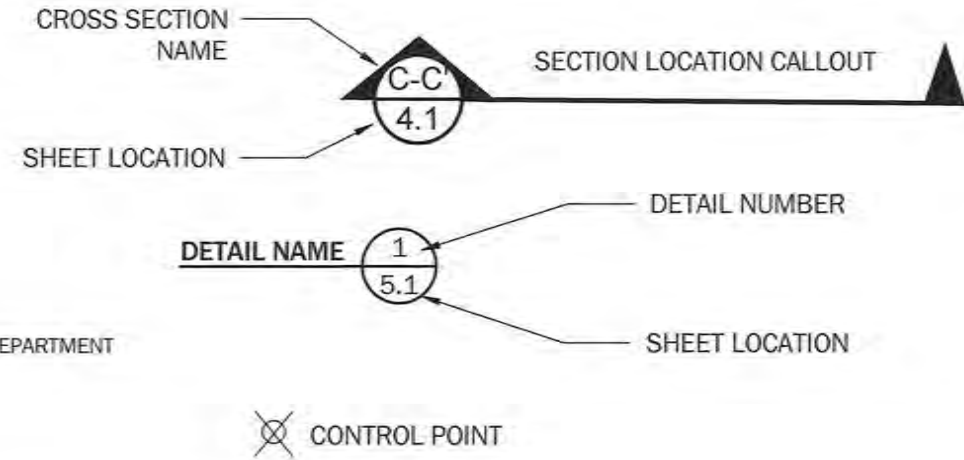 CROSS SECTION
NAME
C-C'
4.1
SECTION LOCATION CALLOUT
SHEET LOCATION
DETAIL NUMBER
DETAIL NAME
1
5.1
SHEET LOCATION
EPARTMENT
CONTROL POINT